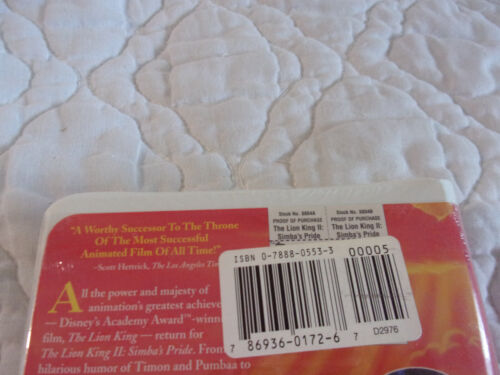 "A Worthy Successor To The Throne
Of The Most Successful
Animated Film Of All Time!"
-Scott Hettrick, The Los Angeles
All the power and majesty of
animation's greatest
— Disney's Academy Award™-winn
film, The Lion King — return for
The Lion King II: Simba's Pride. From
hilarious humor of Timon and Pumbaa to
Stock No. 8884A
PROOF OF PURCHASE
The Lion King II:
Simba's Pride
Stock No. 8884B
PROOF OF PURCHASE
The Lion King II:
Simba's Pride
ISBN 0-7888-0553-3
00005
7 86936-0172-6 7 D2976